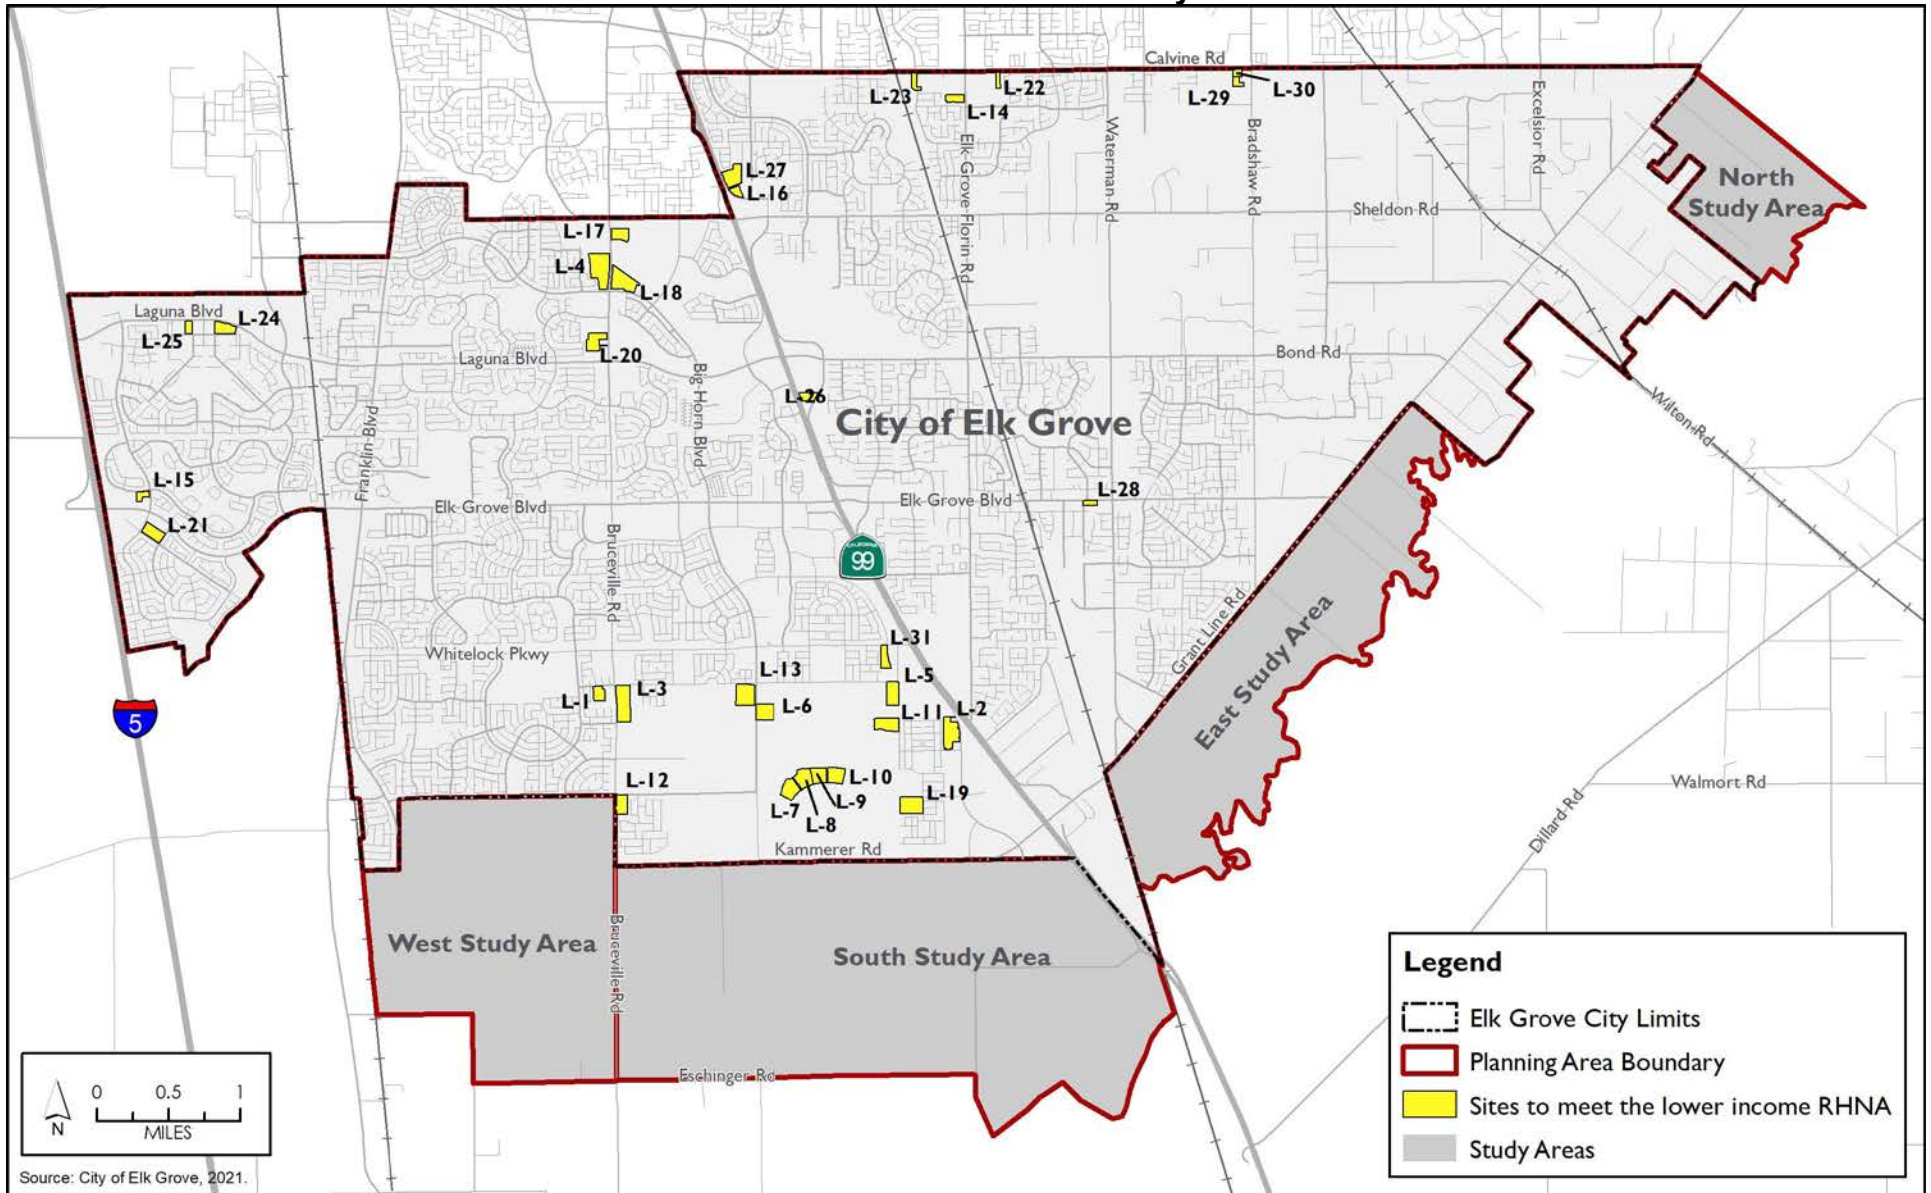 Calvine Rd
L-23
L-22
L-14
L-29
L-30
Excelsior Rd
Elk Grove-Florin Rd
Waterman Rd
Bradshaw Rd
L-27
L-16
North
Study Area
Sheldon Rd
L-17
L-4
L-18
Laguna Blvd
L-24
L-25
Laguna Blvd
L-20
Big Horn Blvd
Bond Rd
L-26
City of Elk Grove
Wilton Rd
Franklin Blvd
L-15
L-21
Elk Grove Blvd
Elk Grove Blvd
L-28
Bruceville Rd
CALIFORNIA
99
Grant Line Rd
East Study Area
L-31
Whitelock Pkwy
L-13
L-5
L-1
L-3
L-6
L-11
L-2
5
L-12
L-10
L-9
L-7
L-8
L-19
Walmort Rd
Dillard Rd
Kammerer Rd
West Study Area
Bruceville Rd
South Study Area
Eschinger Rd
Legend
Elk Grove City Limits
Planning Area Boundary
Sites to meet the lower income RHNA
Study Areas
N
0 0.5 1
MILES
Source: City of Elk Grove, 2021.